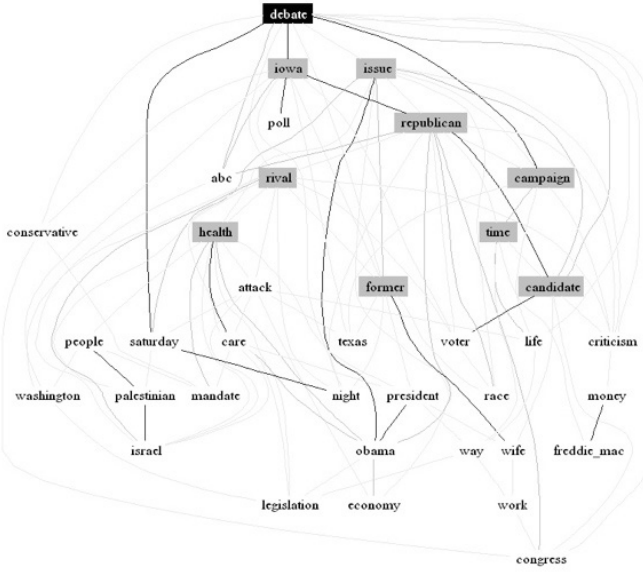 debate
iowa issue
poll republican
abc rival campaign
conservative health time
attack former candidate
people saturday care texas voter life criticism
washington palestinian mandate night president race money
israel obama way wife freddie_mac
legislation economy work
congress